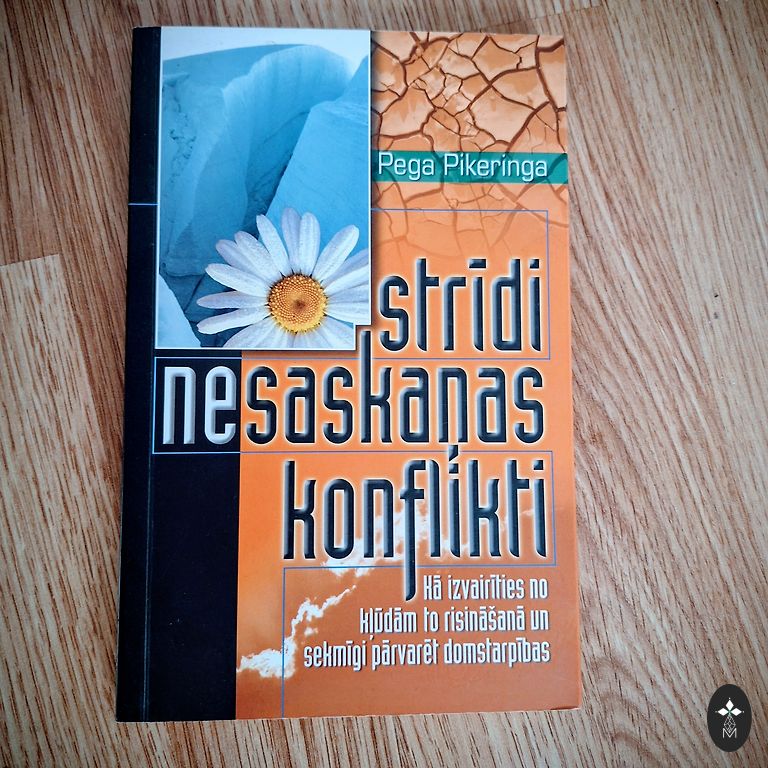 Pega Pikeringa
strīdi
nesaskaņas
konflikti
Kā izvairīties no
kļūdām to risināšanā un
sekmīgi pārvarēt domstarpības
M